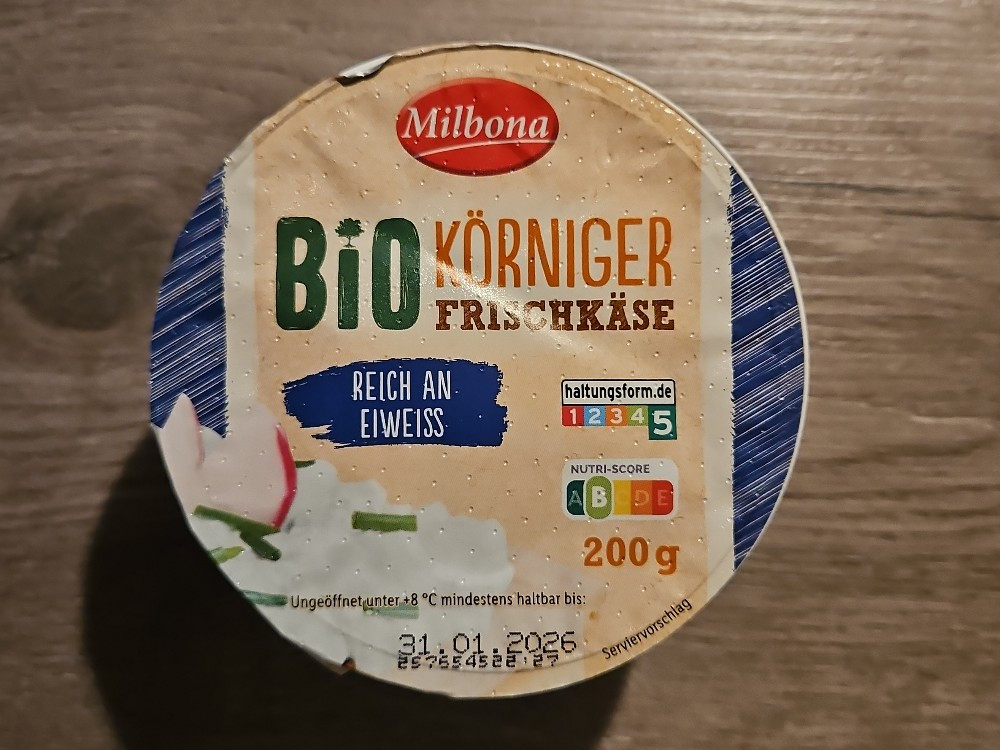 Milbona
BiO KÖRNIGER
FRISCHKÄSE
REICH AN
EIWEISS
haltungsform.de
1 2 3 4 5
NUTRI-SCORE
A B C D E
200 g
Ungeöffnet unter +8 °C mindestens haltbar bis:
31.01.2026
Serviervorschlag